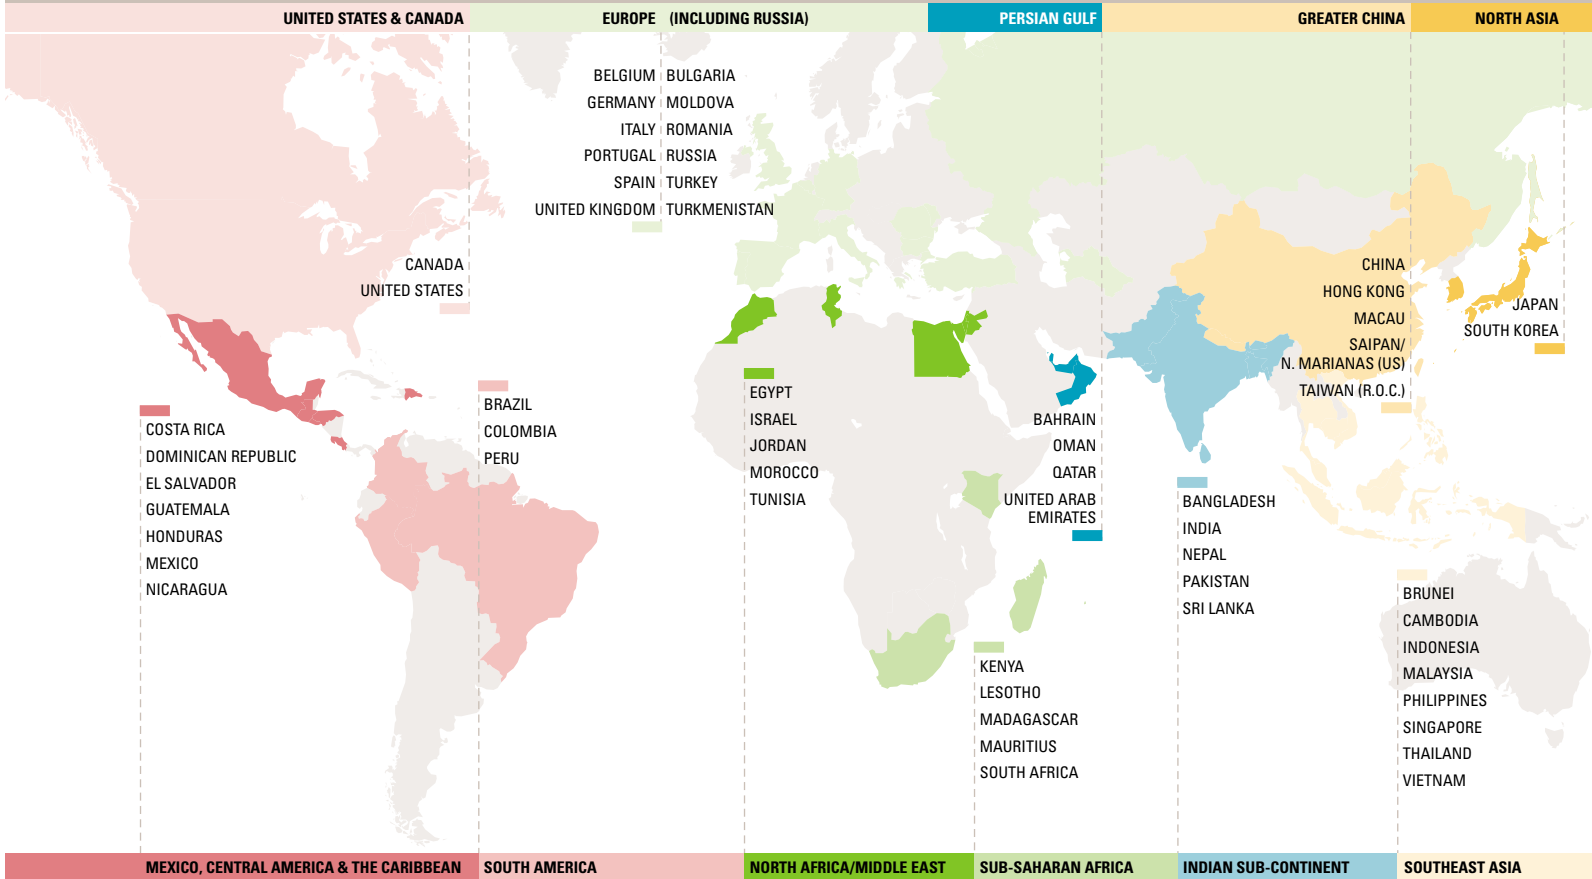 UNITED STATES & CANADA
EUROPE (INCLUDING RUSSIA)
PERSIAN GULF
GREATER CHINA
NORTH ASIA
BELGIUM
GERMANY
ITALY
PORTUGAL
SPAIN
UNITED KINGDOM
BULGARIA
MOLDOVA
ROMANIA
RUSSIA
TURKEY
TURKMENISTAN
CANADA
UNITED STATES
CHINA
HONG KONG
MACAU
SAIPAN/
N. MARIANAS (US)
TAIWAN (R.O.C.)
JAPAN
SOUTH KOREA
COSTA RICA
DOMINICAN REPUBLIC
EL SALVADOR
GUATEMALA
HONDURAS
MEXICO
NICARAGUA
BRAZIL
COLOMBIA
PERU
EGYPT
ISRAEL
JORDAN
MOROCCO
TUNISIA
BAHRAIN
OMAN
QATAR
UNITED ARAB
EMIRATES
BANGLADESH
INDIA
NEPAL
PAKISTAN
SRI LANKA
KENYA
LESOTHO
MADAGASCAR
MAURITIUS
SOUTH AFRICA
BRUNEI
CAMBODIA
INDONESIA
MALAYSIA
PHILIPPINES
SINGAPORE
THAILAND
VIETNAM
MEXICO, CENTRAL AMERICA & THE CARIBBEAN
SOUTH AMERICA
NORTH AFRICA/MIDDLE EAST
SUB-SAHARAN AFRICA
INDIAN SUB-CONTINENT
SOUTHEAST ASIA